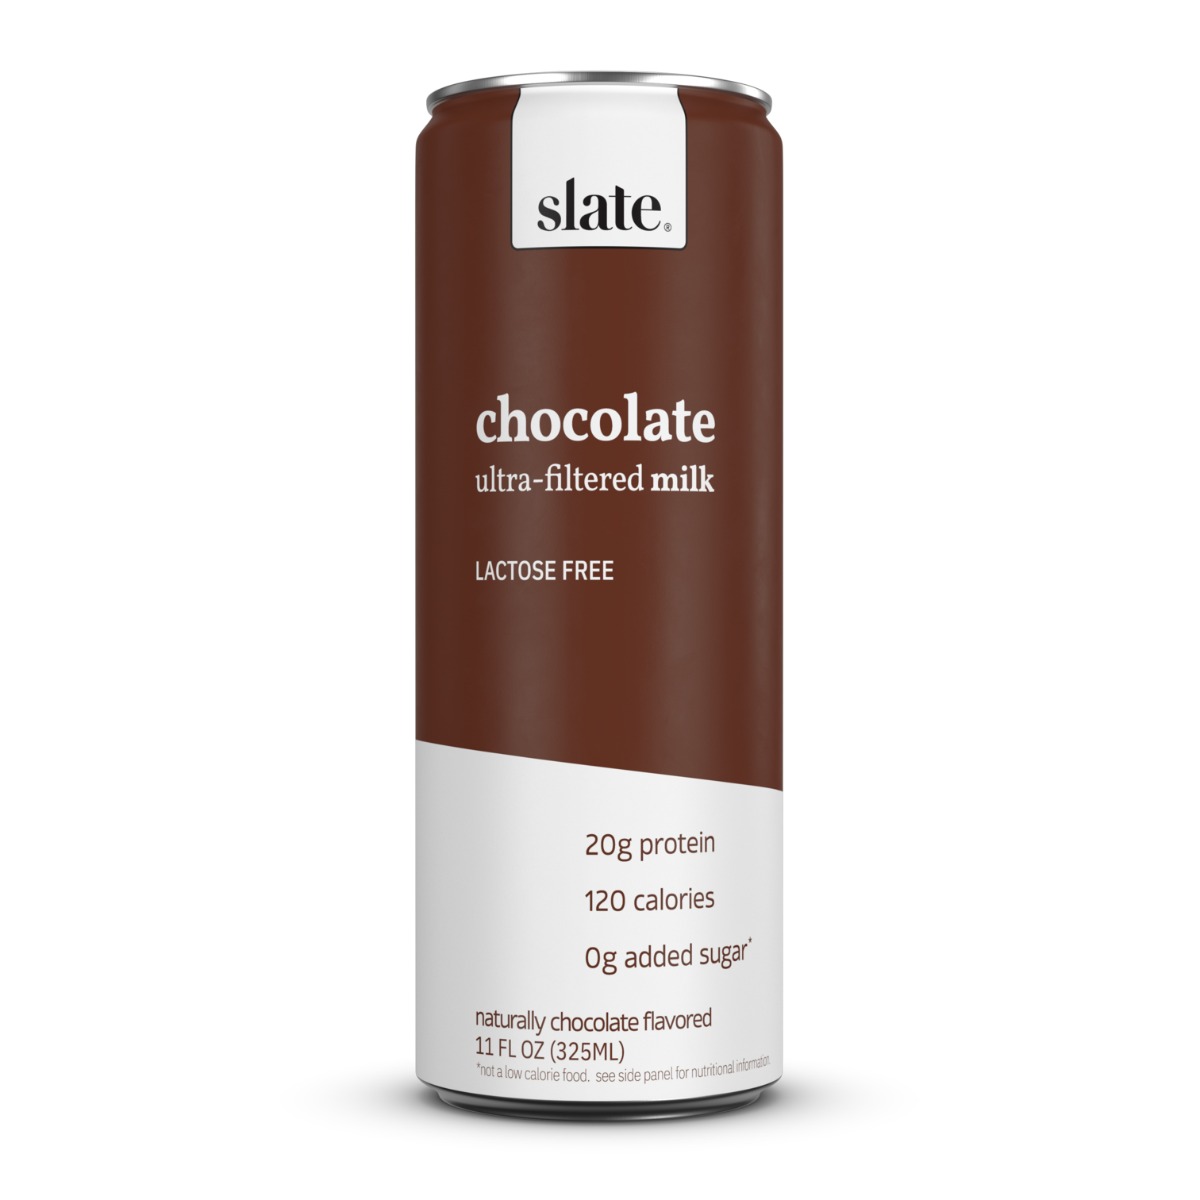 slate®
chocolate
ultra-filtered milk
LACTOSE FREE
20g protein
120 calories
0g added sugar*
naturally chocolate flavored
11 FL OZ (325ML)
*not a low calorie food. see side panel for nutritional information.